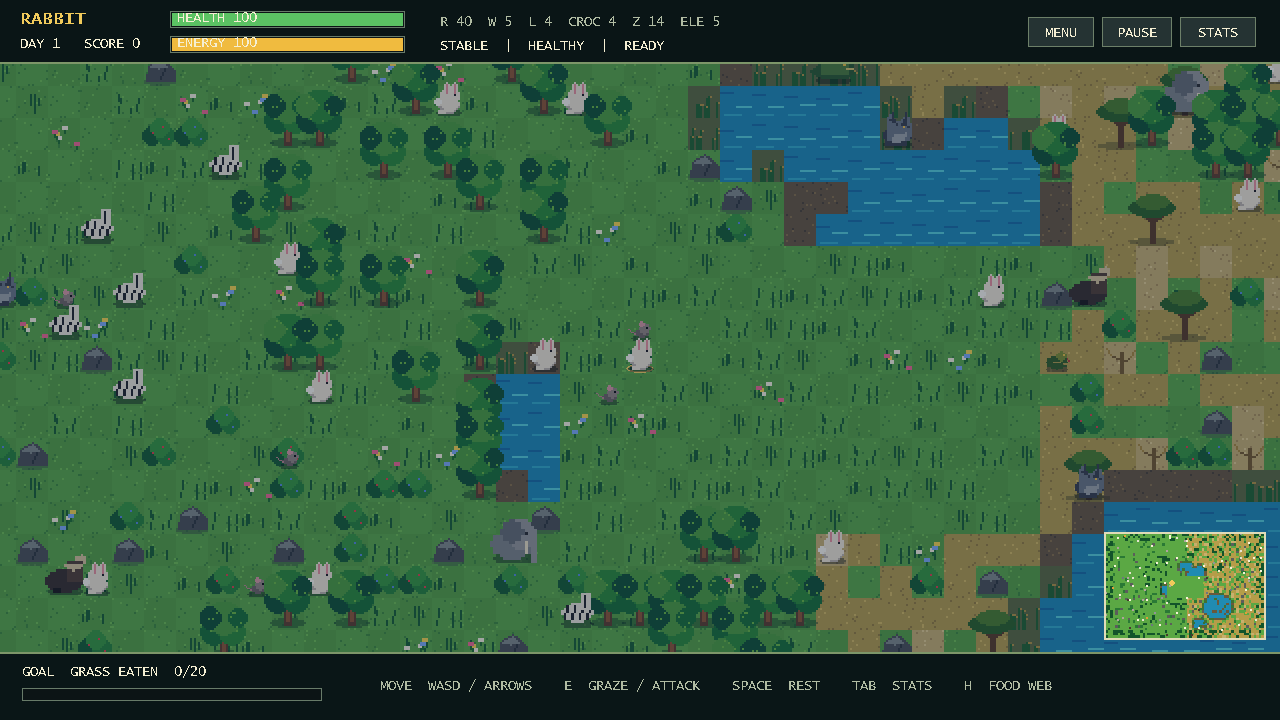 RABBIT
DAY 1 SCORE 0
HEALTH 100
ENERGY 100
R 40 W 5 L 4 CROC 4 Z 14 ELE 5
STABLE | HEALTHY | READY
MENU PAUSE STATS
GOAL GRASS EATEN 0/20
MOVE WASD / ARROWS E GRAZE / ATTACK SPACE REST TAB STATS H FOOD WEB